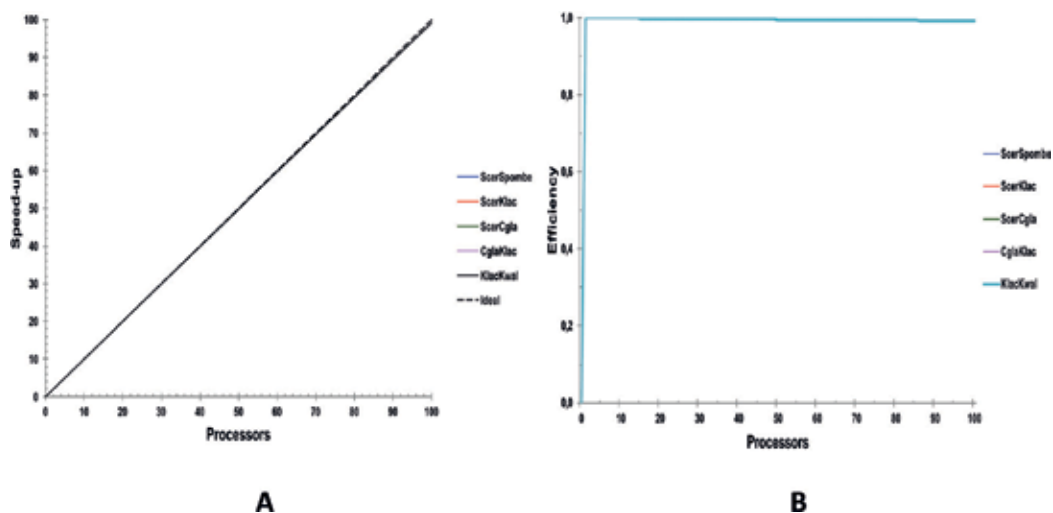 Speed-up
100
90
80
70
60
50
40
30
20
10
0
0 10 20 30 40 50 60 70 80 90 100
Processors
ScerSpombe
ScerKlac
ScerCgla
CglaKlac
KlacKwal
Ideal
A
Efficiency
1,0
0,8
0,6
0,4
0,2
0,0
0 10 20 30 40 50 60 70 80 90 100
Processors
ScerSpombe
ScerKlac
ScerCgla
CglaKlac
KlacKwal
B